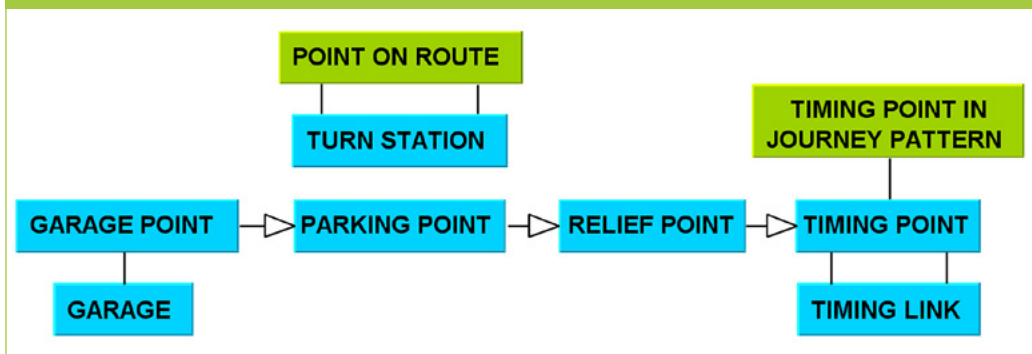 POINT ON ROUTE
TURN STATION
TIMING POINT IN
JOURNEY PATTERN
GARAGE POINT
PARKING POINT
RELIEF POINT
TIMING POINT
GARAGE
TIMING LINK